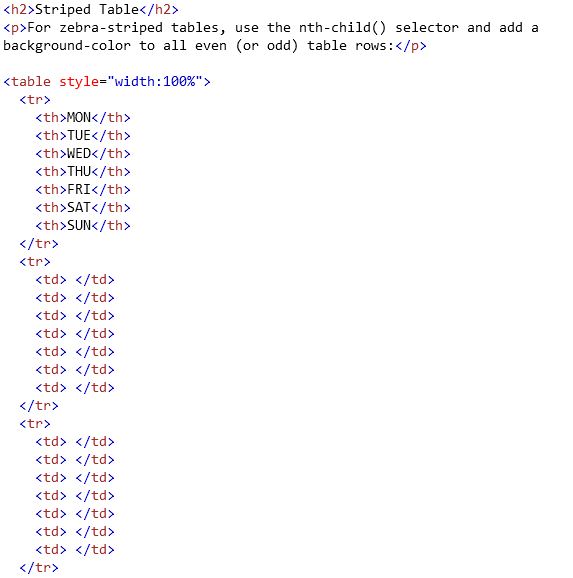 <h2>Striped Table</h2>
<p>For zebra-striped tables, use the nth-child() selector and add a
background-color to all even (or odd) table rows:</p>

<table style="width:100%">
  <tr>
    <th>MON</th>
    <th>TUE</th>
    <th>WED</th>
    <th>THU</th>
    <th>FRI</th>
    <th>SAT</th>
    <th>SUN</th>
  </tr>
  <tr>
    <td> </td>
    <td> </td>
    <td> </td>
    <td> </td>
    <td> </td>
    <td> </td>
    <td> </td>
  </tr>
  <tr>
    <td> </td>
    <td> </td>
    <td> </td>
    <td> </td>
    <td> </td>
    <td> </td>
    <td> </td>
  </tr>